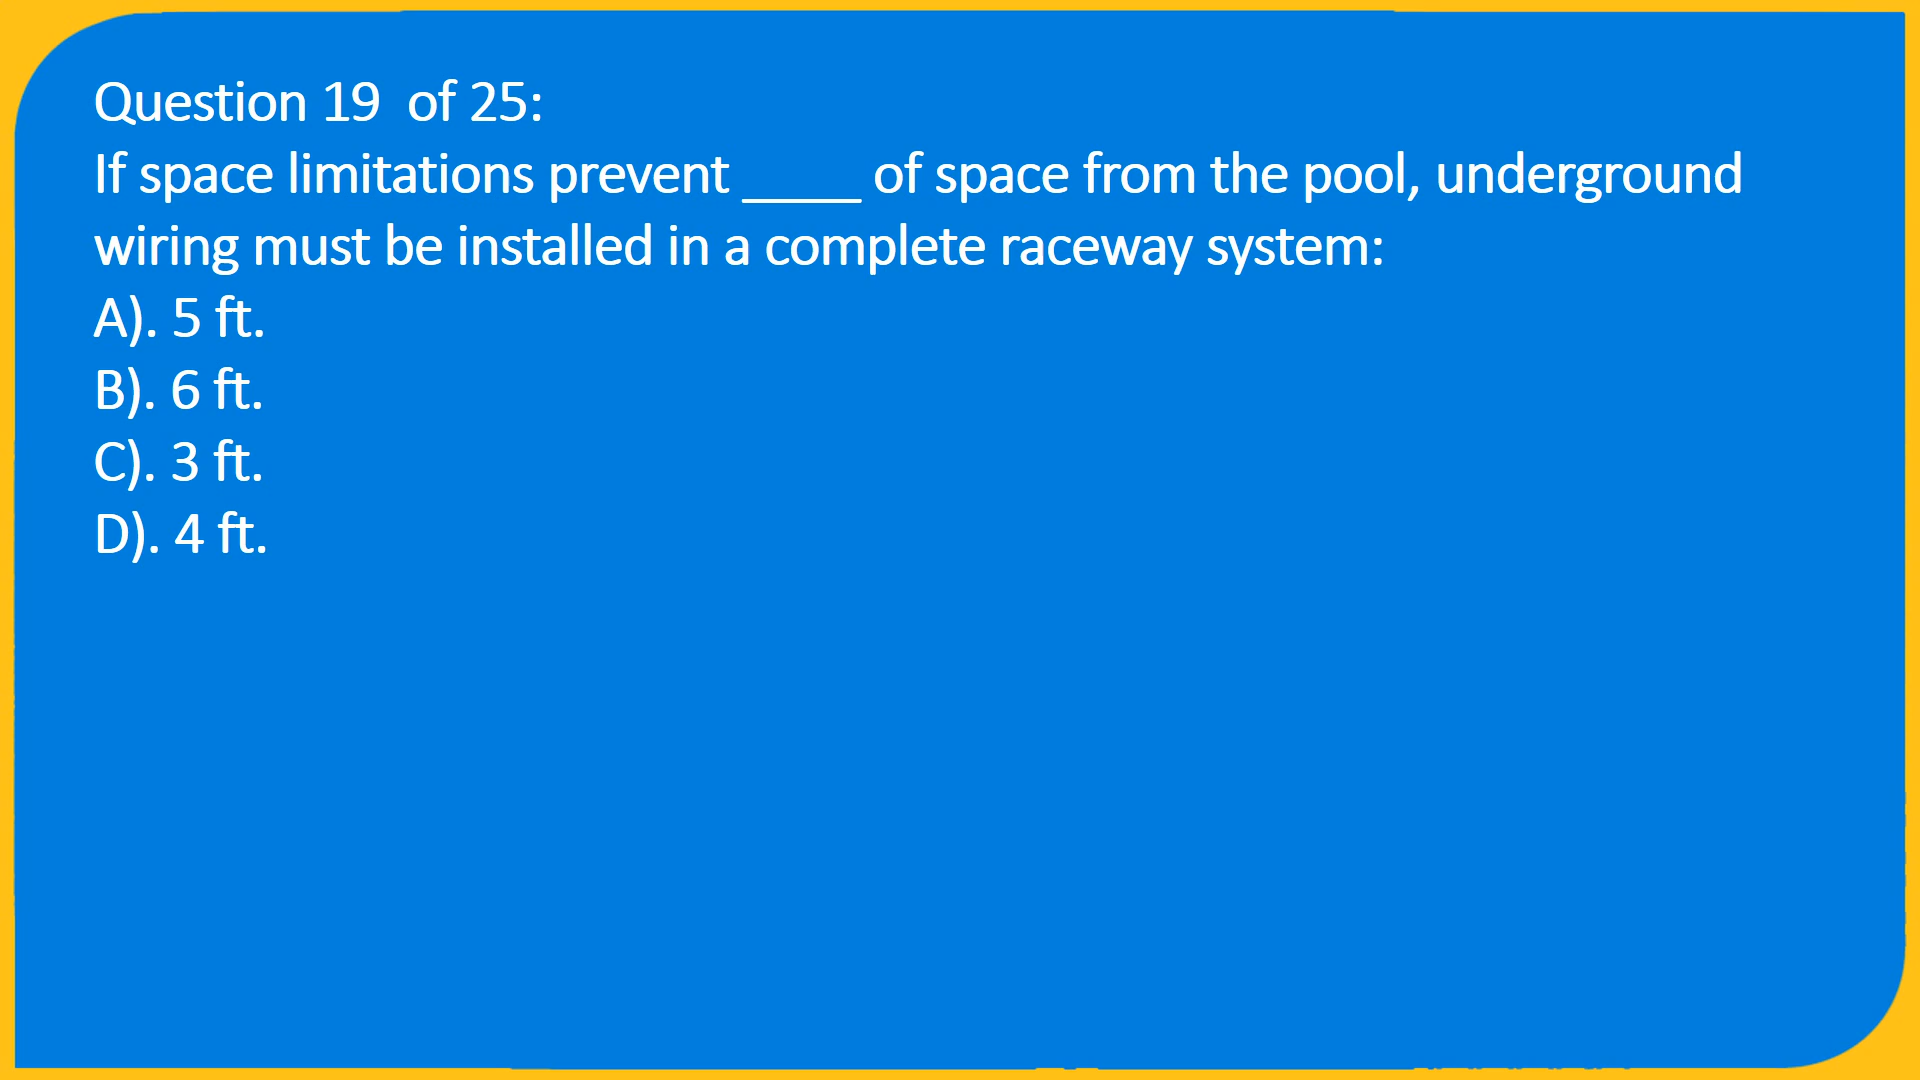 Question 19  of 25:
If space limitations prevent _____ of space from the pool, underground
wiring must be installed in a complete raceway system:
A). 5 ft.
B). 6 ft.
C). 3 ft.
D). 4 ft.